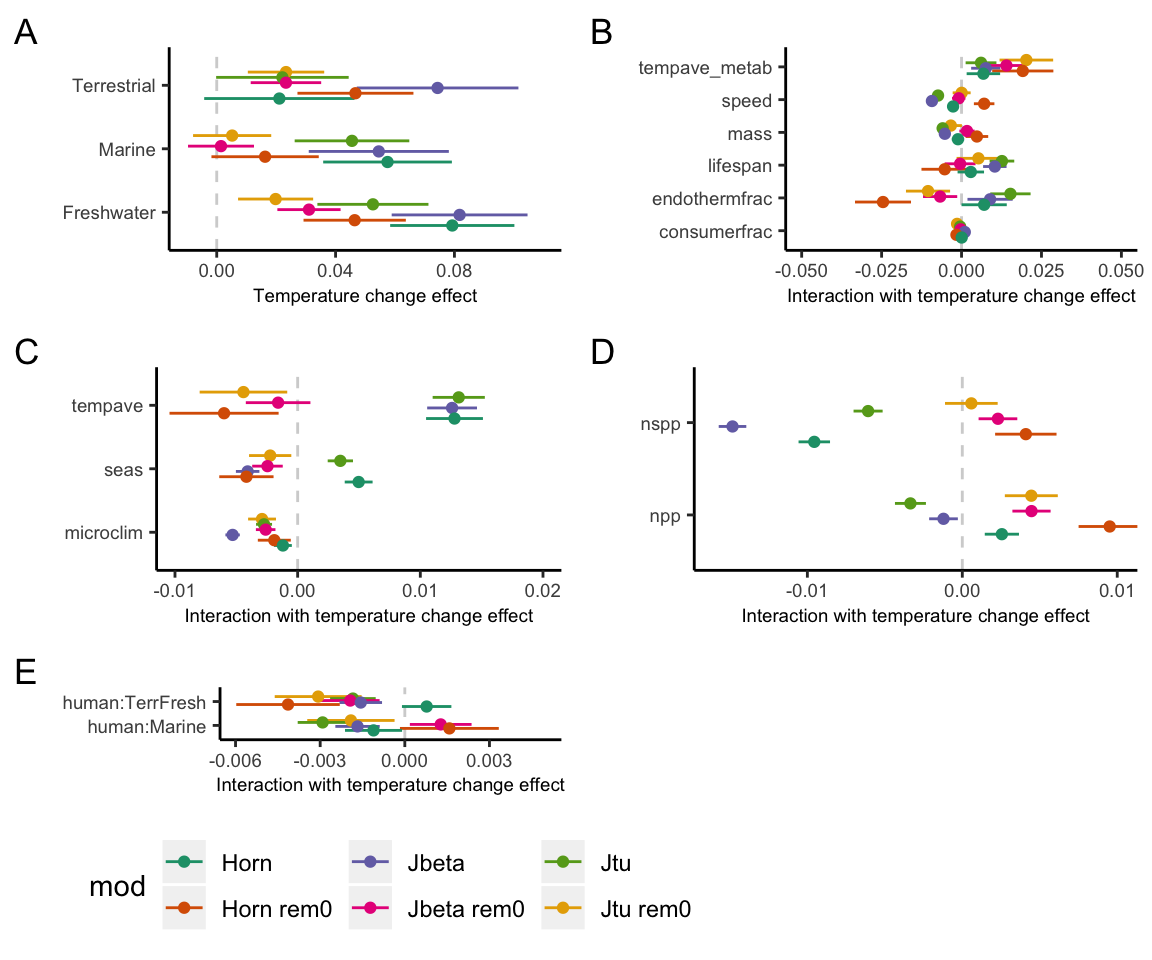 A
Terrestrial
Marine
Freshwater
0.00 0.04 0.08
Temperature change effect
B
tempave_metab
speed
mass
lifespan
endothermfrac
consumerfrac
-0.050 -0.025 0.000 0.025 0.050
Interaction with temperature change effect
C
tempave
seas
microclim
-0.01 0.00 0.01 0.02
Interaction with temperature change effect
D
nspp
npp
-0.01 0.00 0.01
Interaction with temperature change effect
E
human:TerrFresh
human:Marine
-0.006 -0.003 0.000 0.003
Interaction with temperature change effect
mod
Horn Jbeta Jtu
Horn rem0 Jbeta rem0 Jtu rem0